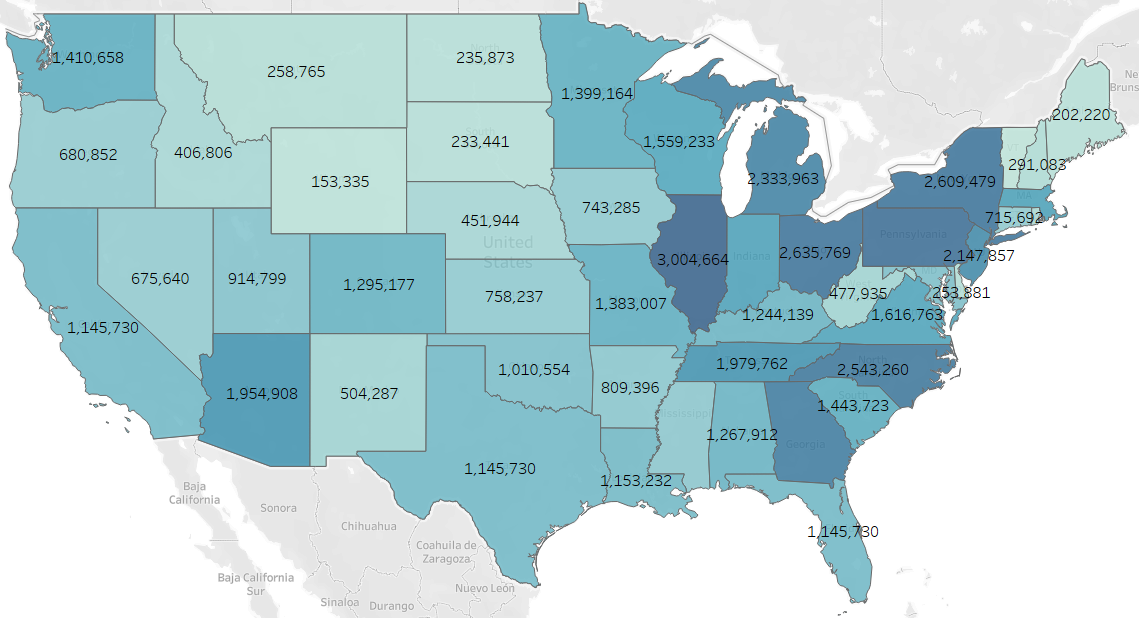 1,410,658
258,765
235,873
1,399,164
202,220
New
Bruns
680,852
406,806
153,335
233,441
1,559,233
2,333,963
2,609,479
291,083
VT
MA
451,944
743,285
715,692
United
States
Pennsylvania
2,147,857
675,640
914,799
1,295,177
758,237
1,383,007
3,004,664
Indiana
2,635,769
477,935
253,881
1,145,730
1,244,139
1,616,763
1,954,908
504,287
1,010,554
809,396
1,979,762
North
2,543,260
1,443,723
Mississippi
1,267,912
Georgia
1,145,730
1,153,232
1,145,730
Baja
California
Sonora
Chihuahua
Coahuila de
Zaragoza
Baja California
Sur
Nuevo León
Sinaloa
Durango